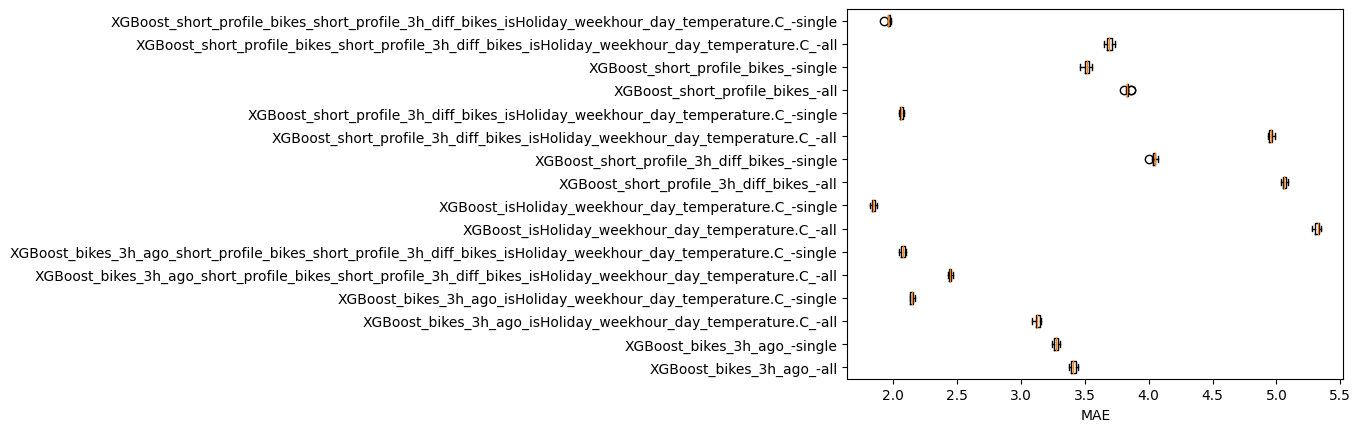 XGBoost_short_profile_bikes_short_profile_3h_diff_bikes_isHoliday_weekhour_day_temperature.C_-single
XGBoost_short_profile_bikes_short_profile_3h_diff_bikes_isHoliday_weekhour_day_temperature.C_-all
XGBoost_short_profile_bikes_-single
XGBoost_short_profile_bikes_-all
XGBoost_short_profile_3h_diff_bikes_isHoliday_weekhour_day_temperature.C_-single
XGBoost_short_profile_3h_diff_bikes_isHoliday_weekhour_day_temperature.C_-all
XGBoost_short_profile_3h_diff_bikes_-single
XGBoost_short_profile_3h_diff_bikes_-all
XGBoost_isHoliday_weekhour_day_temperature.C_-single
XGBoost_isHoliday_weekhour_day_temperature.C_-all
XGBoost_bikes_3h_ago_short_profile_bikes_short_profile_3h_diff_bikes_isHoliday_weekhour_day_temperature.C_-single
XGBoost_bikes_3h_ago_short_profile_bikes_short_profile_3h_diff_bikes_isHoliday_weekhour_day_temperature.C_-all
XGBoost_bikes_3h_ago_isHoliday_weekhour_day_temperature.C_-single
XGBoost_bikes_3h_ago_isHoliday_weekhour_day_temperature.C_-all
XGBoost_bikes_3h_ago_-single
XGBoost_bikes_3h_ago_-all
2.0 2.5 3.0 3.5 4.0 4.5 5.0 5.5
MAE